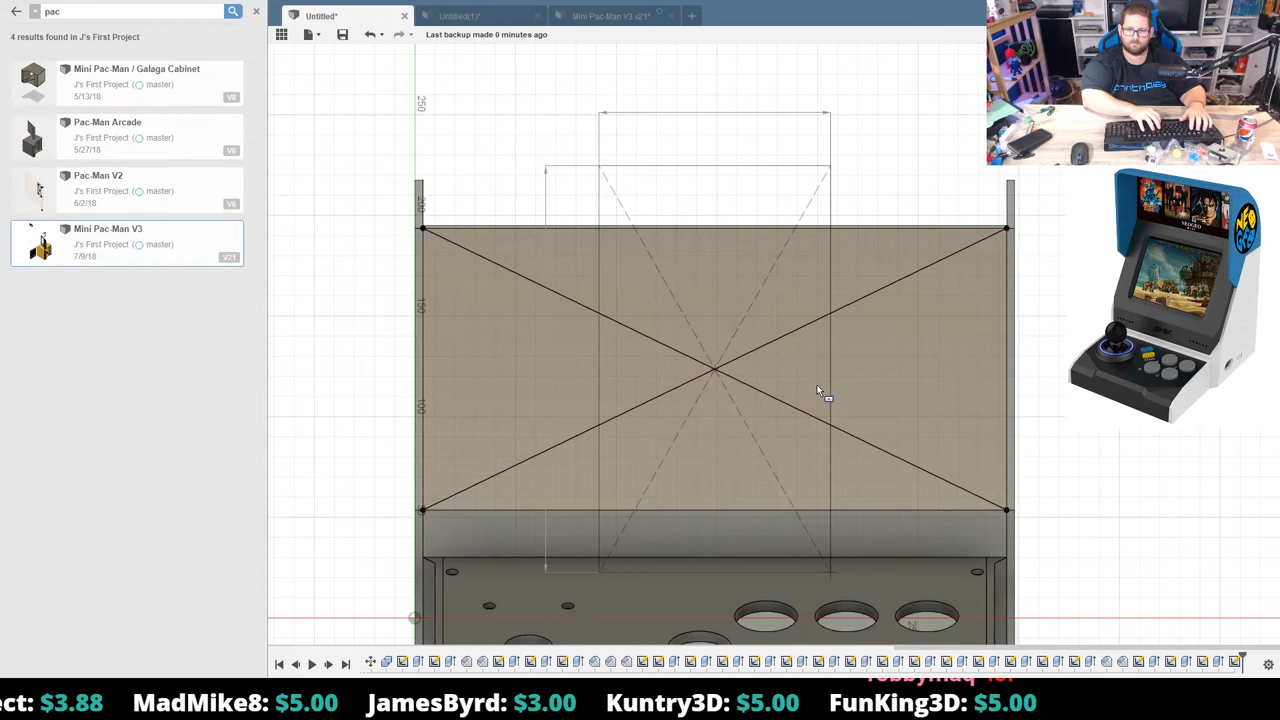 pac
4 results found in J's First Project
Mini Pac-Man / Galaga Cabinet
J's First Project (master)
5/13/18
V8
Pac-Man Arcade
J's First Project (master)
5/27/18
V6
Pac-Man V2
J's First Project (master)
6/2/18
V6
Mini Pac-Man V3
J's First Project (master)
7/9/18
V21
Untitled*
Untitled(1)*
Mini Pac-Man V3 v21*
Last backup made 0 minutes ago
250
200
150
100
NEOGEO
NEO
GEO
SNK
ect: $3.88 MadMike8: $5.00 JamesByrd: $3.00 Kuntry3D: $5.00 FunKing3D: $5.00